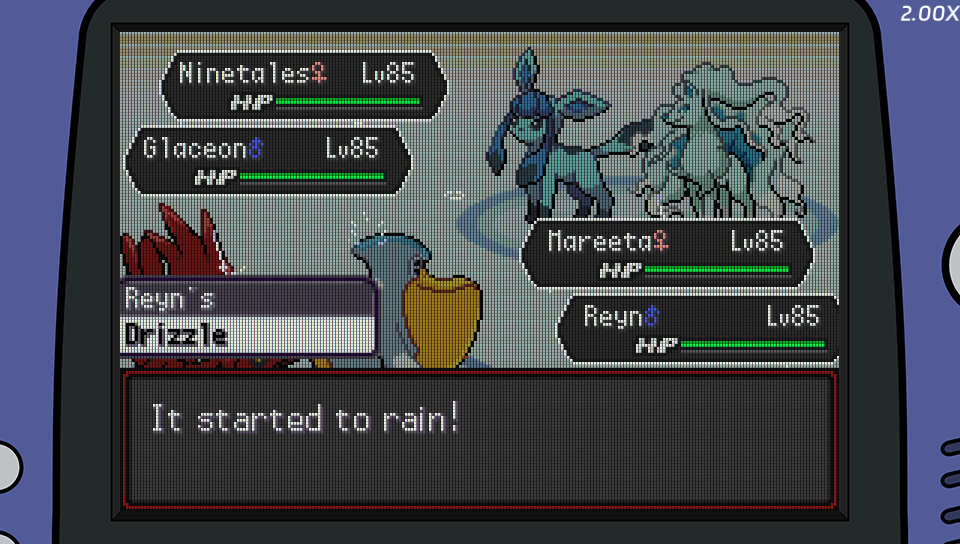 2.00X
Ninetales♀ Lv85
HP
Glaceon♂ Lv85
HP
Mareeta♀ Lv85
HP
Reyn♂ Lv85
HP
Reyn's
Drizzle
It started to rain!